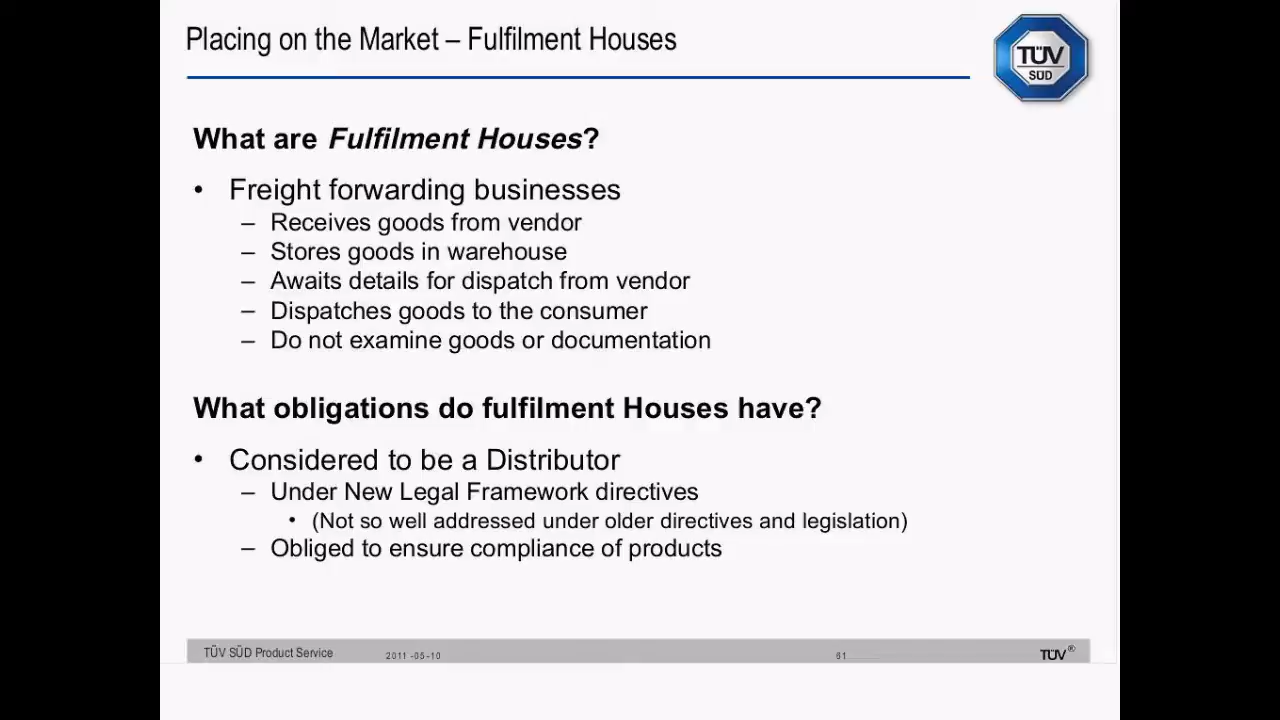 Placing on the Market – Fulfilment Houses
TÜV
SÜD
What are Fulfilment Houses?
• Freight forwarding businesses
– Receives goods from vendor
– Stores goods in warehouse
– Awaits details for dispatch from vendor
– Dispatches goods to the consumer
– Do not examine goods or documentation
What obligations do fulfilment Houses have?
• Considered to be a Distributor
– Under New Legal Framework directives
• (Not so well addressed under older directives and legislation)
– Obliged to ensure compliance of products
TÜV SÜD Product Service 2011-05-10 61 TÜV®